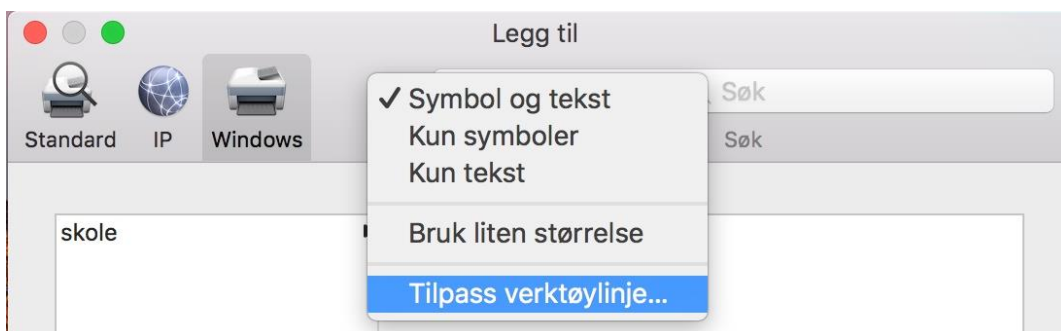 Legg til
Standard IP Windows
Søk
Søk
✓ Symbol og tekst
Kun symboler
Kun tekst
Bruk liten størrelse
Tilpass verktøylinje...
skole